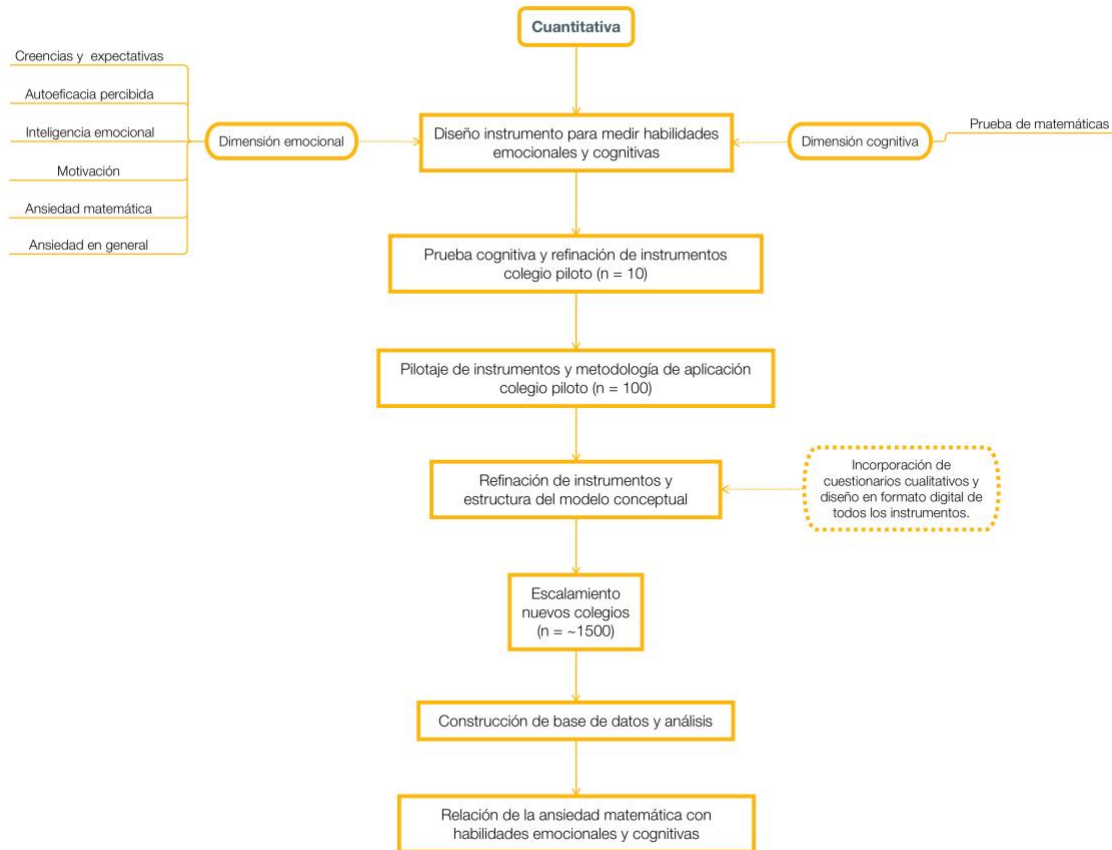 Cuantitativa
Creencias y expectativas
Autoeficacia percibida
Inteligencia emocional
Motivación
Ansiedad matemática
Ansiedad en general
Dimensión emocional
Diseño instrumento para medir habilidades
emocionales y cognitivas
Dimensión cognitiva
Prueba de matemáticas
Prueba cognitiva y refinación de instrumentos
colegio piloto (n = 10)
Pilotaje de instrumentos y metodología de aplicación
colegio piloto (n = 100)
Refinación de instrumentos y
estructura del modelo conceptual
Incorporación de
cuestionarios cualitativos y
diseño en formato digital de
todos los instrumentos.
Escalamiento
nuevos colegios
(n = ~1500)
Construcción de base de datos y análisis
Relación de la ansiedad matemática con
habilidades emocionales y cognitivas